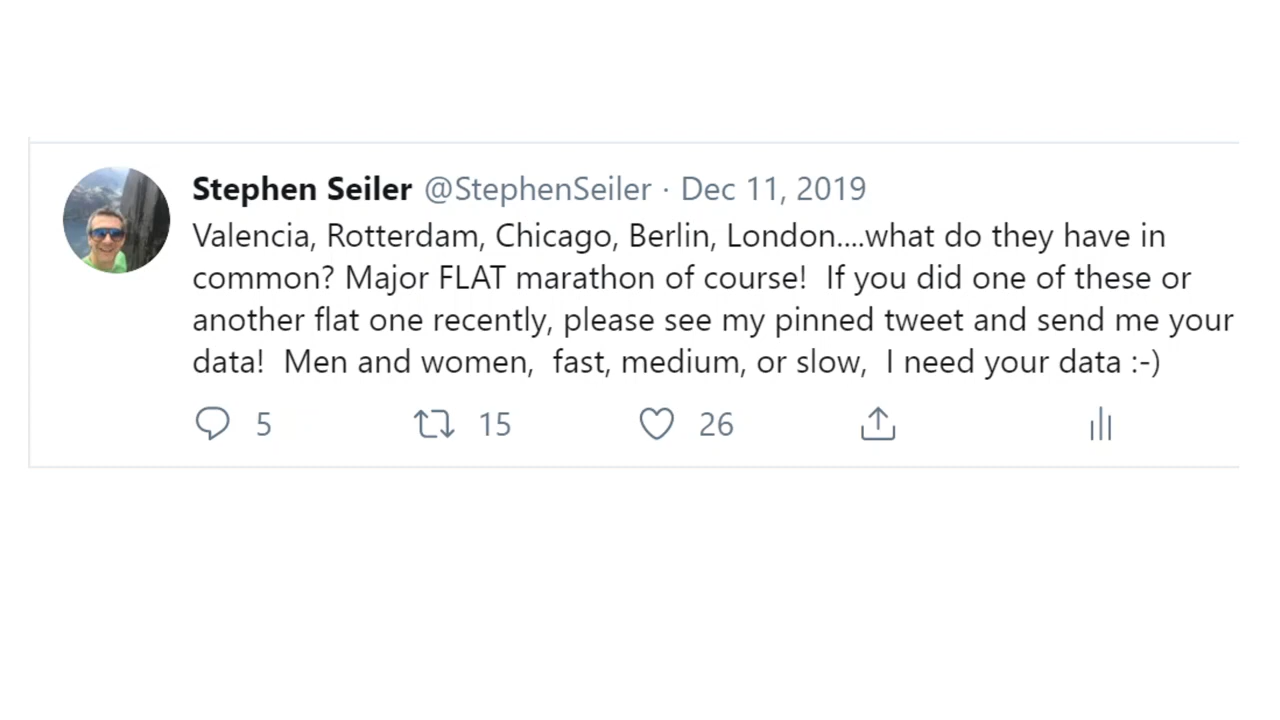 Stephen Seiler @StephenSeiler · Dec 11, 2019
Valencia, Rotterdam, Chicago, Berlin, London....what do they have in
common? Major FLAT marathon of course!  If you did one of these or
another flat one recently, please see my pinned tweet and send me your
data!  Men and women,  fast, medium, or slow,  I need your data :-)
5 15 26